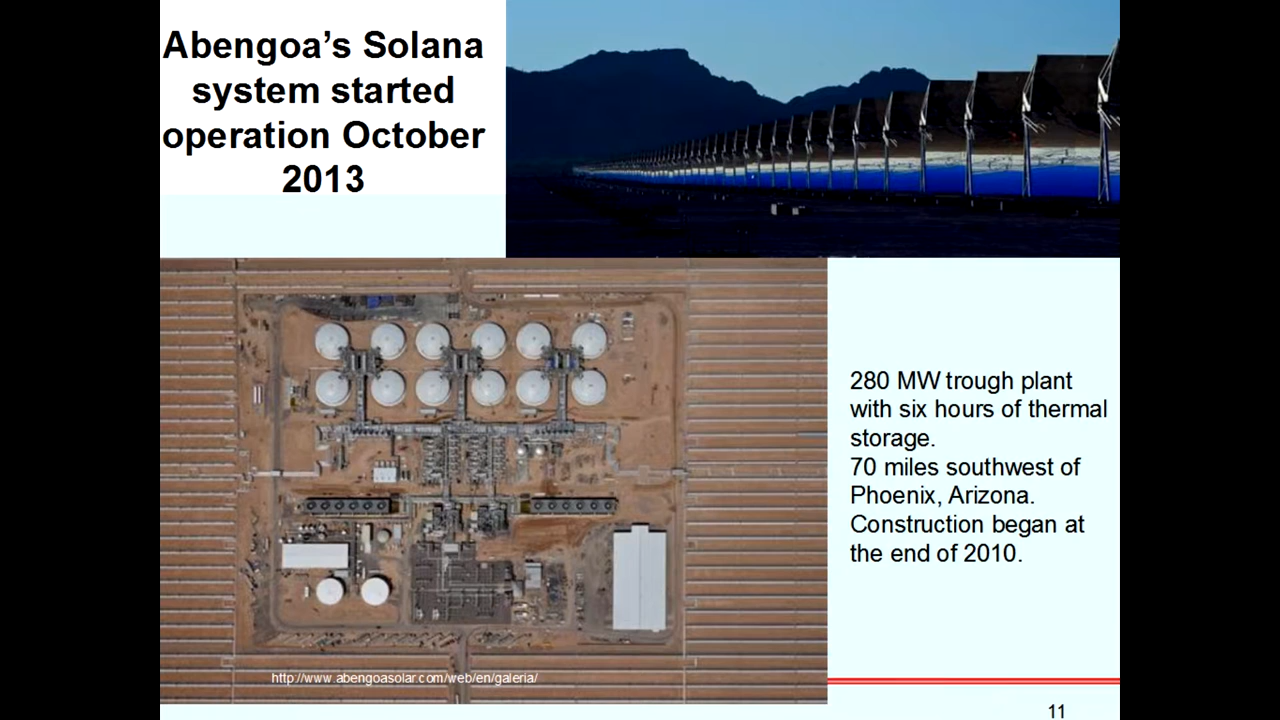 Abengoa’s Solana
system started
operation October
2013
280 MW trough plant
with six hours of thermal
storage.
70 miles southwest of
Phoenix, Arizona.
Construction began at
the end of 2010.
http://www.abengoasolar.com/web/en/galeria/
11